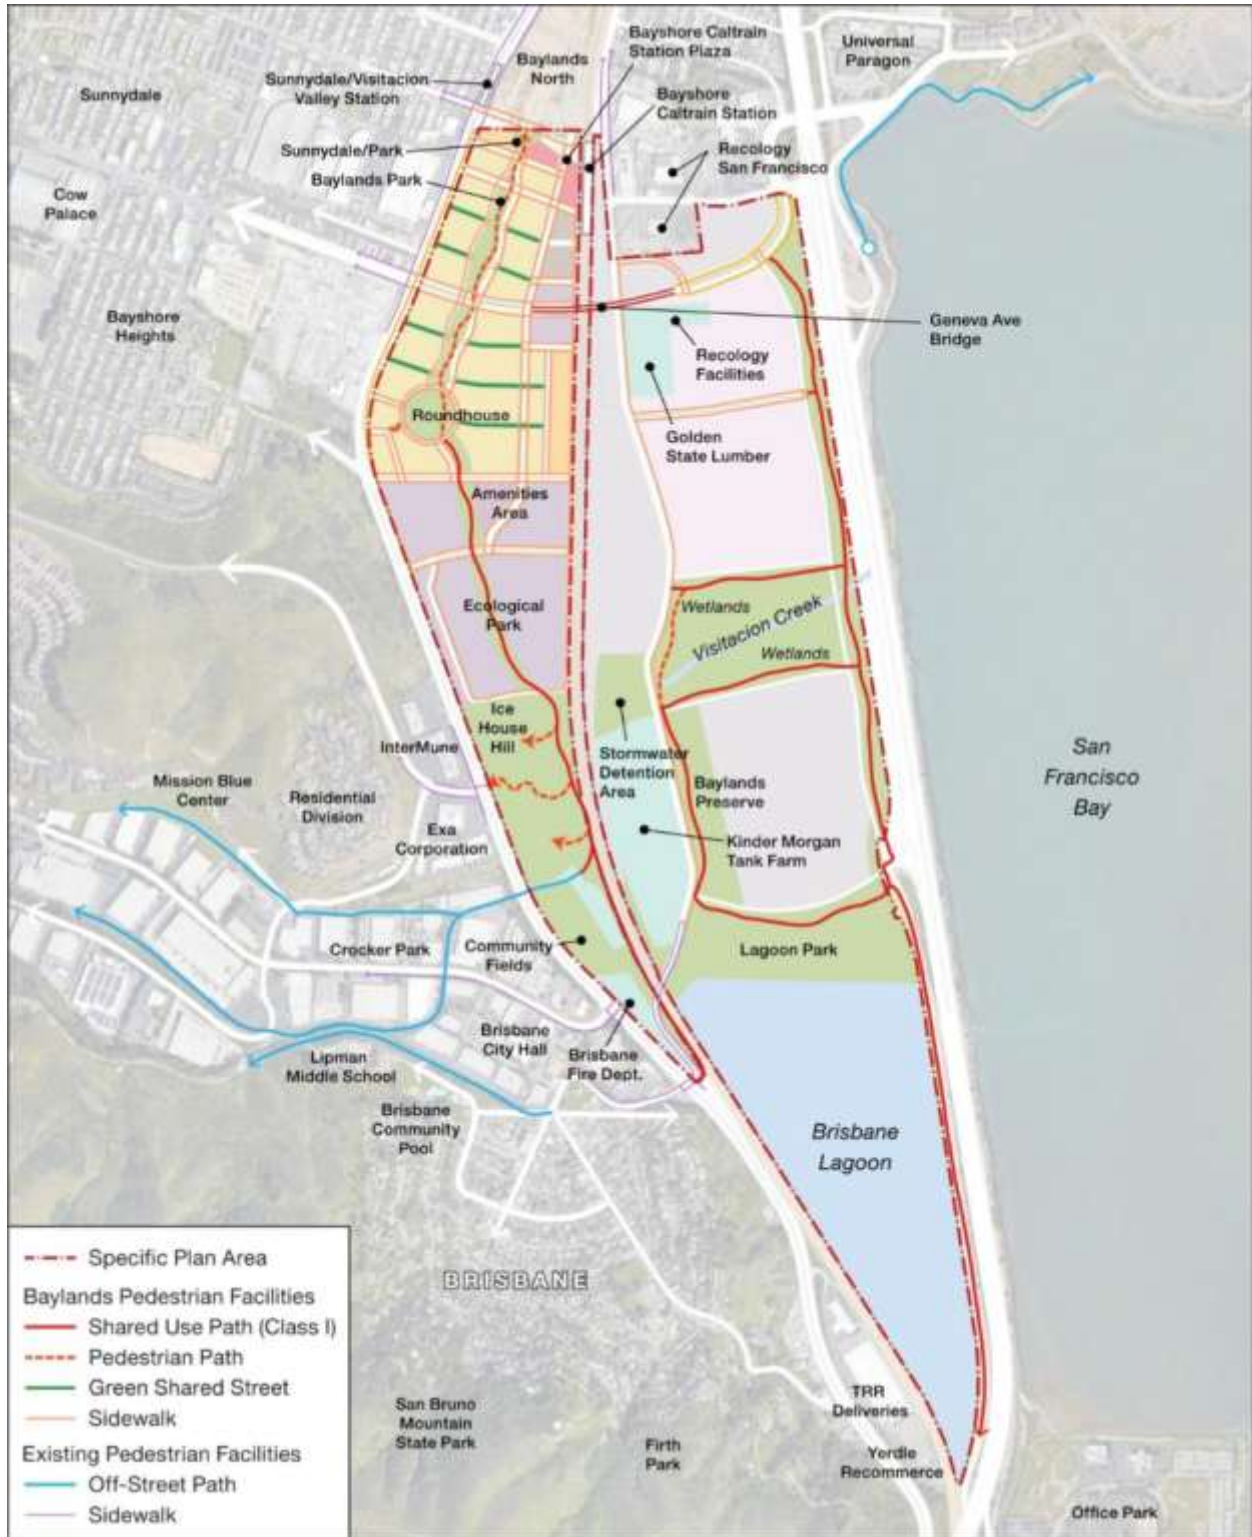 Bayshore Caltrain
Station Plaza
Universal
Paragon
Baylands
North
Sunnydale/Visitacion
Valley Station
Sunnydale
Bayshore
Caltrain Station
Sunnydale/Park
Recology
San Francisco
Baylands Park
Cow
Palace
Bayshore
Heights
Geneva Ave
Bridge
Recology
Facilities
Roundhouse
Golden
State Lumber
Amenities
Area
Ecological
Park
Wetlands
Visitacion Creek
Wetlands
Ice
House
Hill
InterMune
Stormwater
Detention
Area
San
Francisco
Bay
Mission Blue
Center
Residential
Division
Baylands
Preserve
Exa
Corporation
Kinder Morgan
Tank Farm
Crocker Park
Community
Fields
Lagoon Park
Brisbane
City Hall
Brisbane
Fire Dept.
Lipman
Middle School
Brisbane
Community
Pool
Brisbane
Lagoon
BRISBANE
Specific Plan Area
Baylands Pedestrian Facilities
Shared Use Path (Class I)
Pedestrian Path
Green Shared Street
Sidewalk
Existing Pedestrian Facilities
Off-Street Path
Sidewalk
San Bruno
Mountain
State Park
Firth
Park
TRR
Deliveries
Yerdle
Recommerce
Office Park